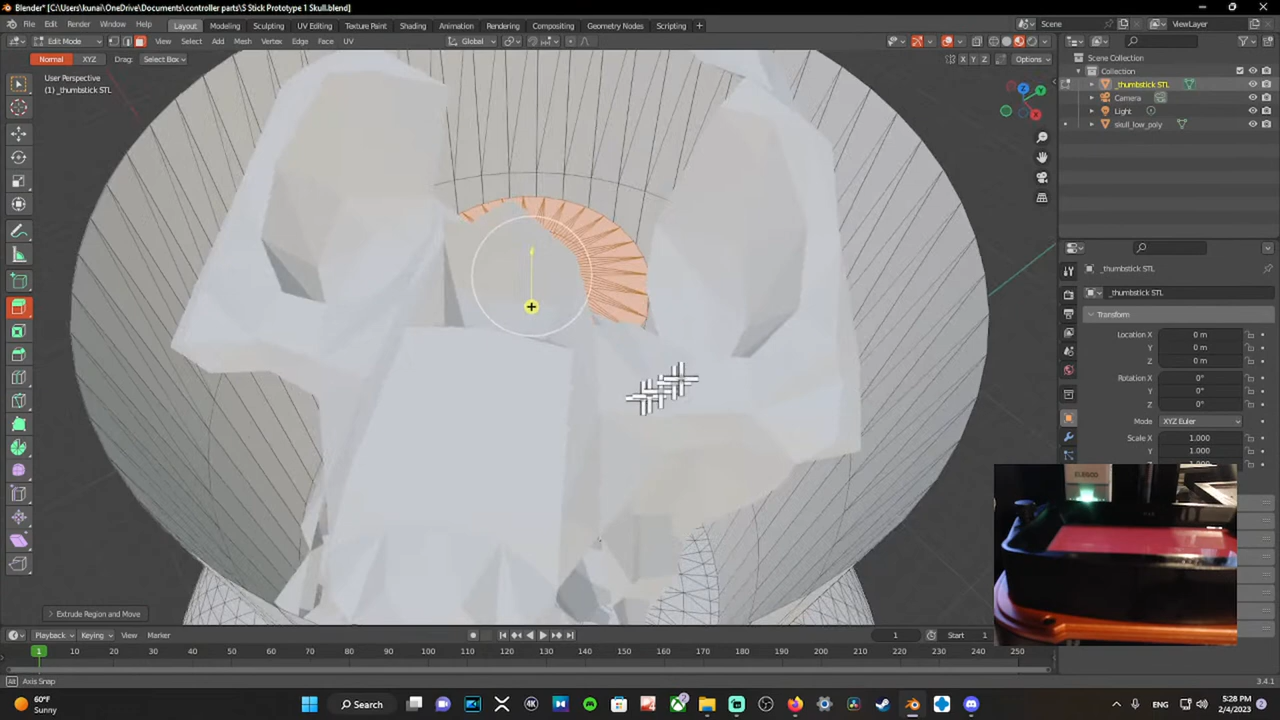 Blender* [C:\Users\kunai\OneDrive\Documents\controller parts\S Stick Prototype 1 Skull.blend]
File Edit Render Window Help Layout Modeling Sculpting UV Editing Texture Paint Shading Animation Rendering Compositing Geometry Nodes Scripting + Scene ViewLayer
Edit Mode View Select Add Mesh Vertex Edge Face UV Global
Normal XYZ Drag: Select Box X Y Z Options
User Perspective
(1) _thumbstick STL
Scene Collection
Collection
_thumbstick STL
Camera
Light
skull_low_poly
_thumbstick STL
_thumbstick STL
Transform
Location X 0 m
Y 0 m
Z 0 m
Rotation X 0°
Y 0°
Z 0°
Mode XYZ Euler
Scale X 1.000
Y 1.000
Extrude Region and Move
Playback Keying View Marker 1 Start 1
1 10 20 30 40 50 60 70 80 90 100 110 120 130 140 150 160 170 180 190 200 210 220 230 240 250
Alt Axis Snap 3.4.1
60°F
Sunny
Search
ENG
5:28 PM
2/4/2023